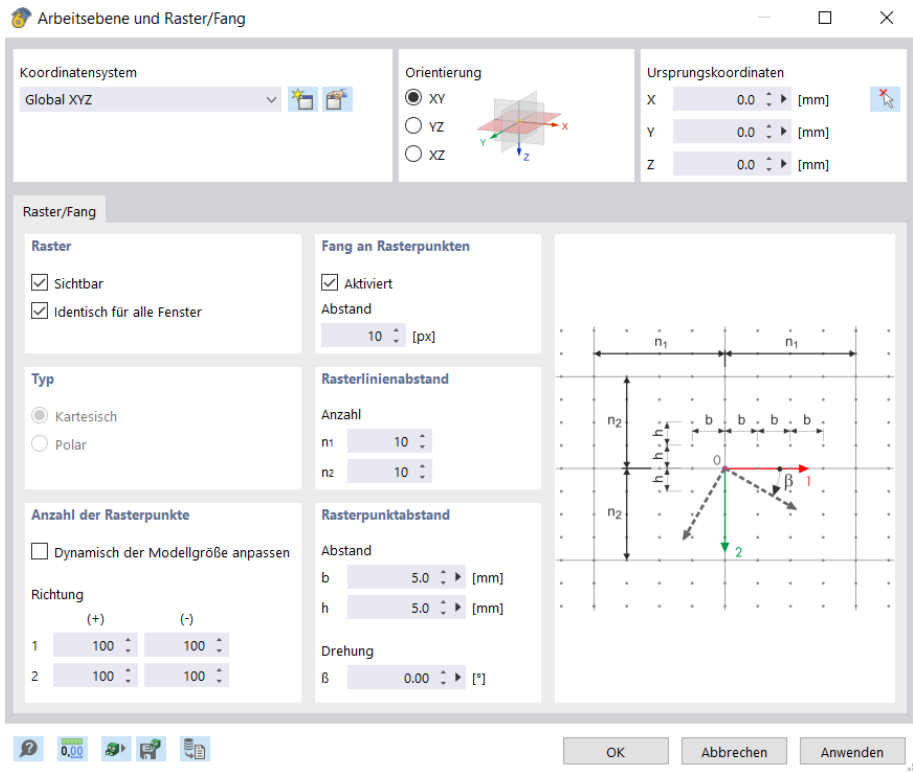 Arbeitsebene und Raster/Fang
Koordinatensystem
Global XYZ
Orientierung
XY
YZ
XZ
X
Y
Z
Ursprungskoordinaten
X 0.0 [mm]
Y 0.0 [mm]
Z 0.0 [mm]
Raster/Fang
Raster
Sichtbar
Identisch für alle Fenster
Typ
Kartesisch
Polar
Anzahl der Rasterpunkte
Dynamisch der Modellgröße anpassen
Richtung
(+) (-)
1 100 100
2 100 100
Fang an Rasterpunkten
Aktiviert
Abstand
10 [px]
Rasterlinienabstand
Anzahl
n1 10
n2 10
Rasterpunktabstand
Abstand
b 5.0 [mm]
h 5.0 [mm]
Drehung
ß 0.00 [°]
n1 n1
n2
b b b b
h
h
h
0
β 1
n2
2
0,00
OK Abbrechen Anwenden